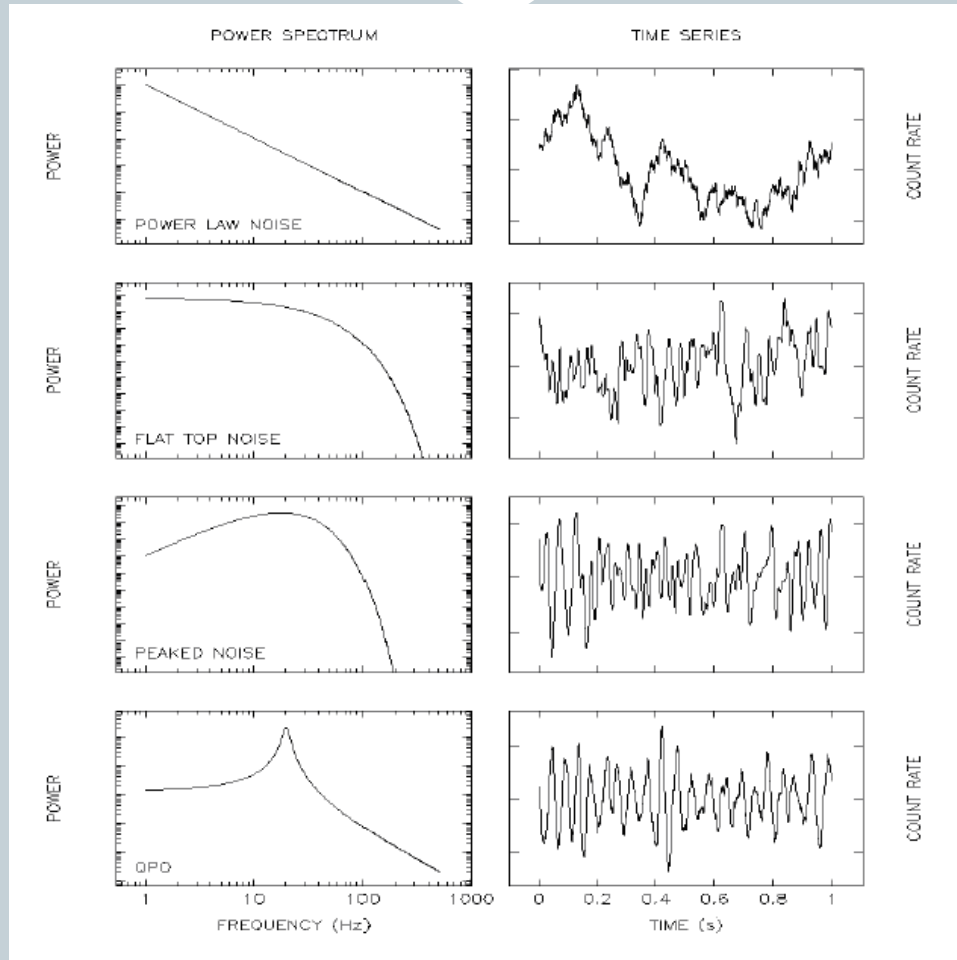 POWER SPECTRUM
TIME SERIES
POWER
POWER LAW NOISE
COUNT RATE
POWER
FLAT TOP NOISE
COUNT RATE
POWER
PEAKED NOISE
COUNT RATE
POWER
QPO
COUNT RATE
1 10 100 1000
0 0.2 0.4 0.6 0.8 1
FREQUENCY (Hz)
TIME (s)